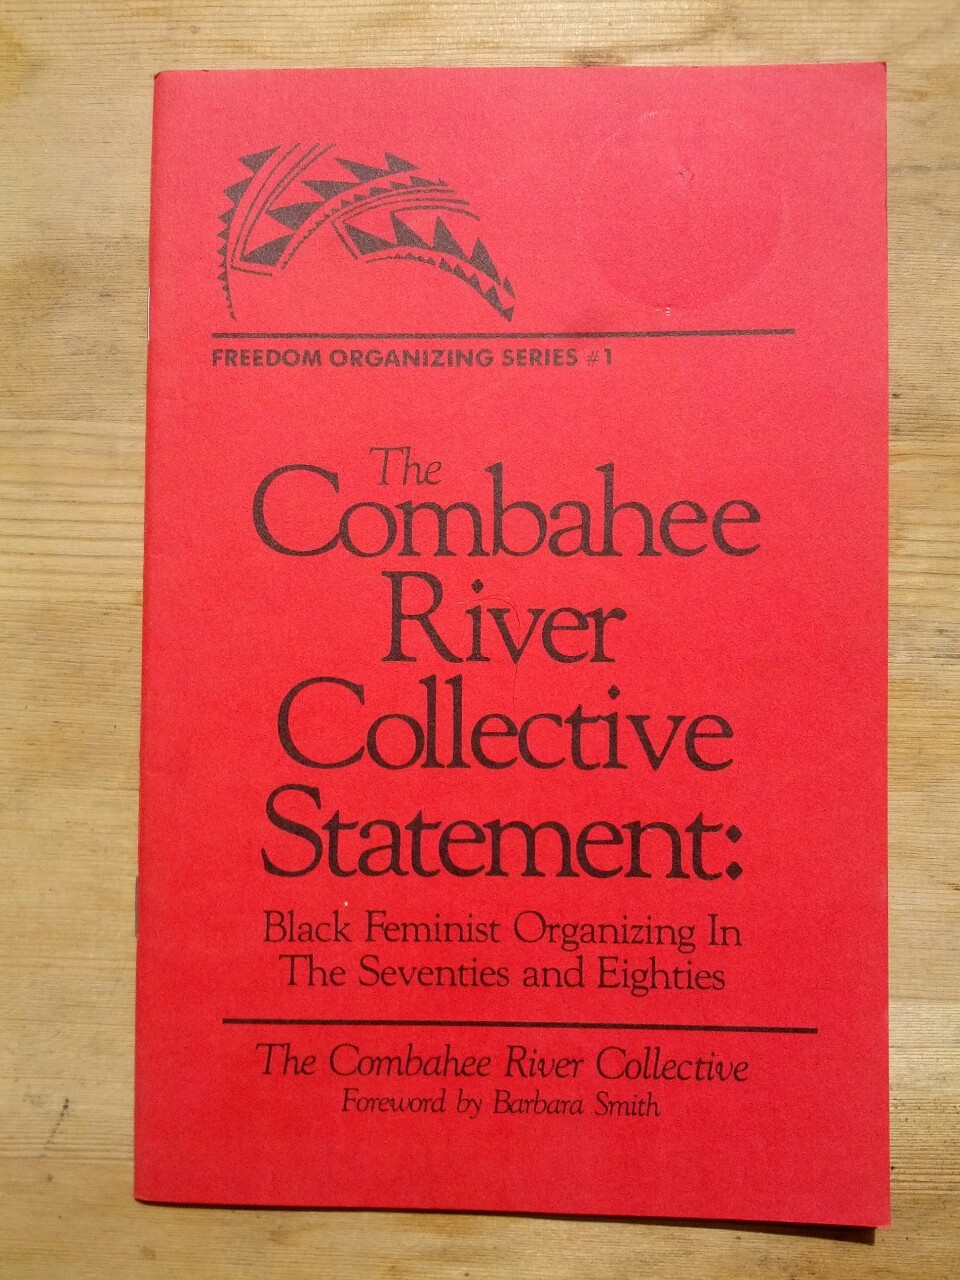 FREEDOM ORGANIZING SERIES #1
The
Combahee
River
Collective
Statement:
Black Feminist Organizing In
The Seventies and Eighties
The Combahee River Collective
Foreword by Barbara Smith